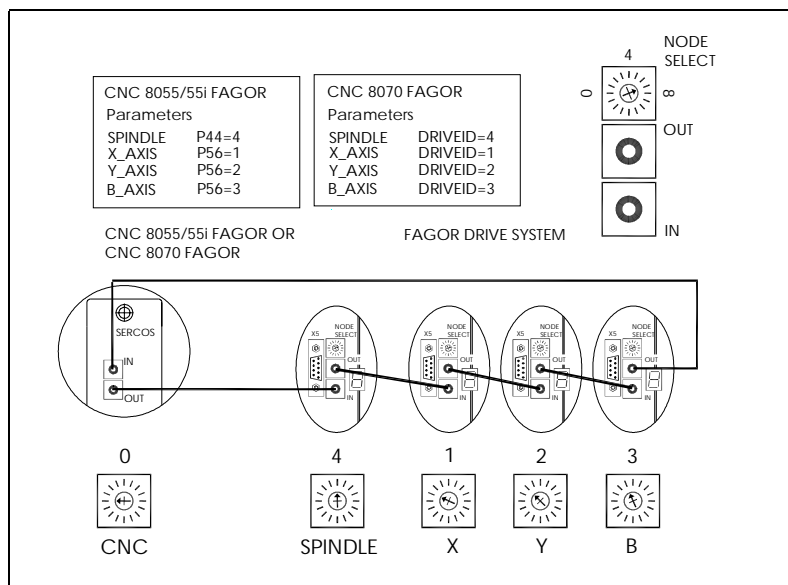 NODE
SELECT
4
0
8
OUT
IN
CNC 8055/55i FAGOR
Parameters
SPINDLE P44=4
X_AXIS P56=1
Y_AXIS P56=2
B_AXIS P56=3
CNC 8070 FAGOR
Parameters
SPINDLE DRIVEID=4
X_AXIS DRIVEID=1
Y_AXIS DRIVEID=2
B_AXIS DRIVEID=3
CNC 8055/55i FAGOR OR
CNC 8070 FAGOR
FAGOR DRIVE SYSTEM
SERCOS
IN
OUT
X5
NODE
SELECT
OUT
IN
X5
NODE
SELECT
OUT
IN
X5
NODE
SELECT
OUT
IN
X5
NODE
SELECT
OUT
IN
0 4 1 2 3
CNC SPINDLE X Y B